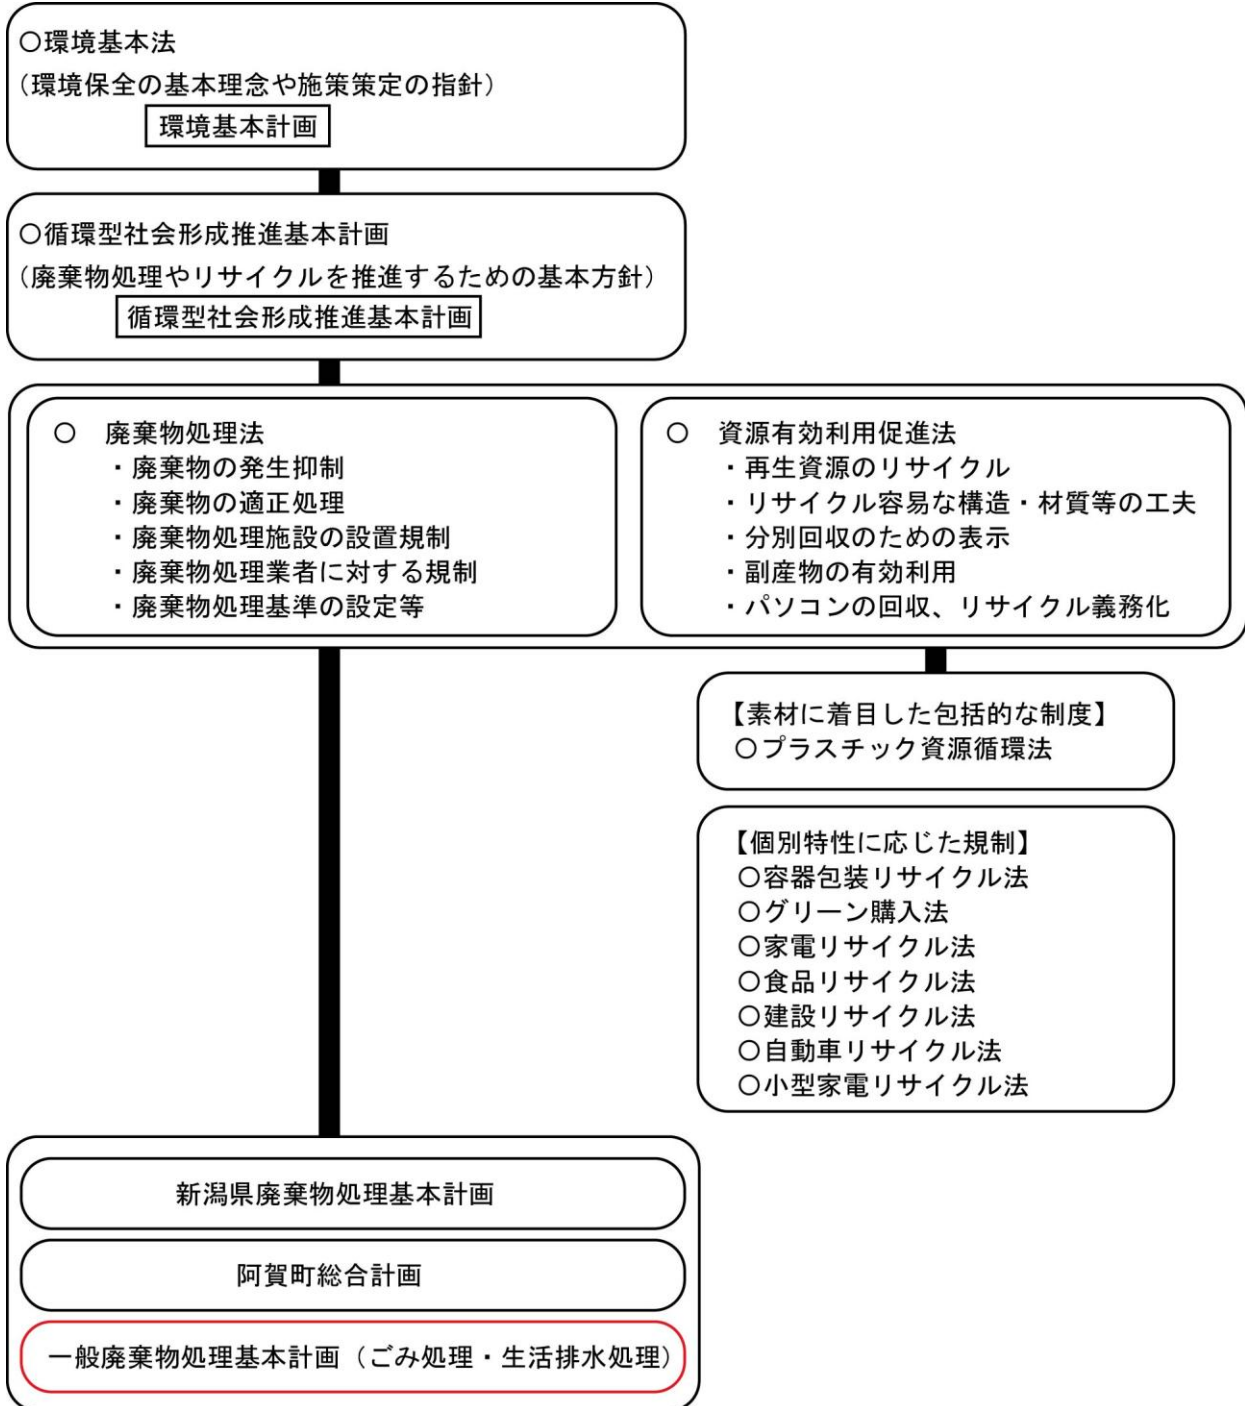 〇環境基本法
（環境保全の基本理念や施策策定の指針）
環境基本計画
〇循環型社会形成推進基本計画
（廃棄物処理やリサイクルを推進するための基本方針）
循環型社会形成推進基本計画
〇 廃棄物処理法
・廃棄物の発生抑制
・廃棄物の適正処理
・廃棄物処理施設の設置規制
・廃棄物処理業者に対する規制
・廃棄物処理基準の設定等
〇 資源有効利用促進法
・再生資源のリサイクル
・リサイクル容易な構造・材質等の工夫
・分別回収のための表示
・副産物の有効利用
・パソコンの回収、リサイクル義務化
【素材に着目した包括的な制度】
〇プラスチック資源循環法
【個別特性に応じた規制】
〇容器包装リサイクル法
〇グリーン購入法
〇家電リサイクル法
〇食品リサイクル法
〇建設リサイクル法
〇自動車リサイクル法
〇小型家電リサイクル法
新潟県廃棄物処理基本計画
阿賀町総合計画
一般廃棄物処理基本計画（ごみ処理・生活排水処理）